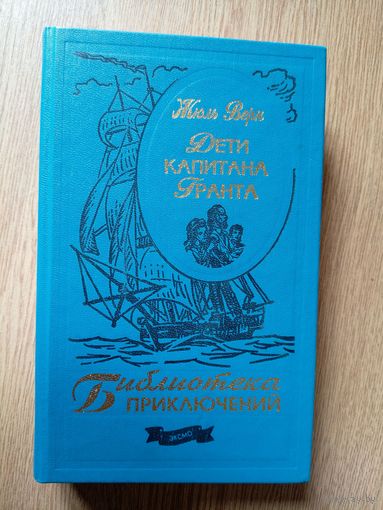 Жюль Верн
ДЕТИ
КАПИТАНА
ГРАНТА
Библиотека
ПРИКЛЮЧЕНИЙ
ЭКСМО